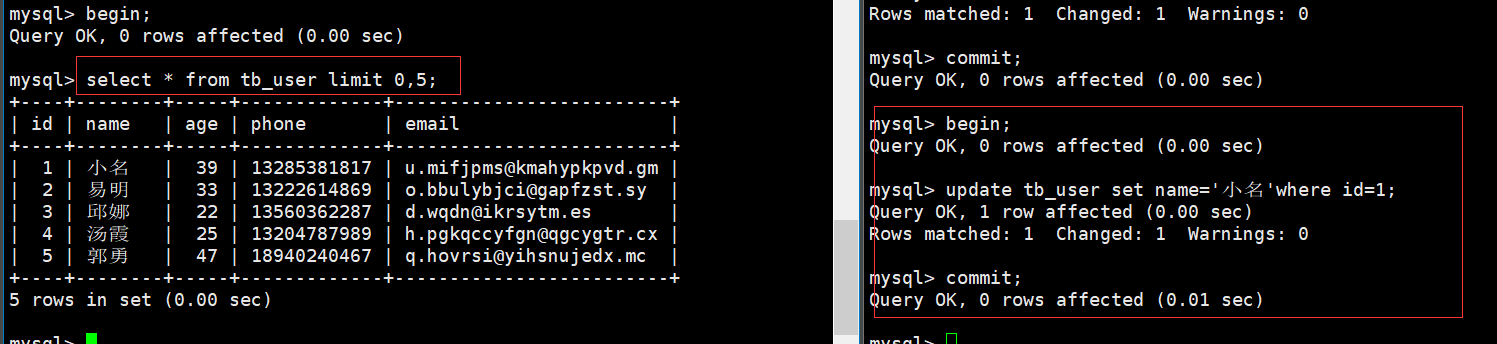 mysql> begin;
Query OK, 0 rows affected (0.00 sec)
mysql> select * from tb_user limit 0,5;
+----+--------+-----+-------------+-------------------------+
| id | name   | age | phone       | email                   |
+----+--------+-----+-------------+-------------------------+
|  1 | 小名   |  39 | 13285381817 | u.mifjpms@kmahypkpvd.gm |
|  2 | 易明   |  33 | 13222614869 | o.bbulybjci@gapfzst.sy  |
|  3 | 邱娜   |  22 | 13560362287 | d.wqdn@ikrsytm.es       |
|  4 | 汤霞   |  25 | 13204787989 | h.pgkqccyfgn@qgcygtr.cx |
|  5 | 郭勇   |  47 | 18940240467 | q.hovrsi@yihsnujedx.mc  |
+----+--------+-----+-------------+-------------------------+
5 rows in set (0.00 sec)
mysql>
Rows matched: 1  Changed: 1  Warnings: 0
mysql> commit;
Query OK, 0 rows affected (0.00 sec)
mysql> begin;
Query OK, 0 rows affected (0.00 sec)
mysql> update tb_user set name='小名'where id=1;
Query OK, 1 row affected (0.00 sec)
Rows matched: 1  Changed: 1  Warnings: 0
mysql> commit;
Query OK, 0 rows affected (0.01 sec)
mysql>